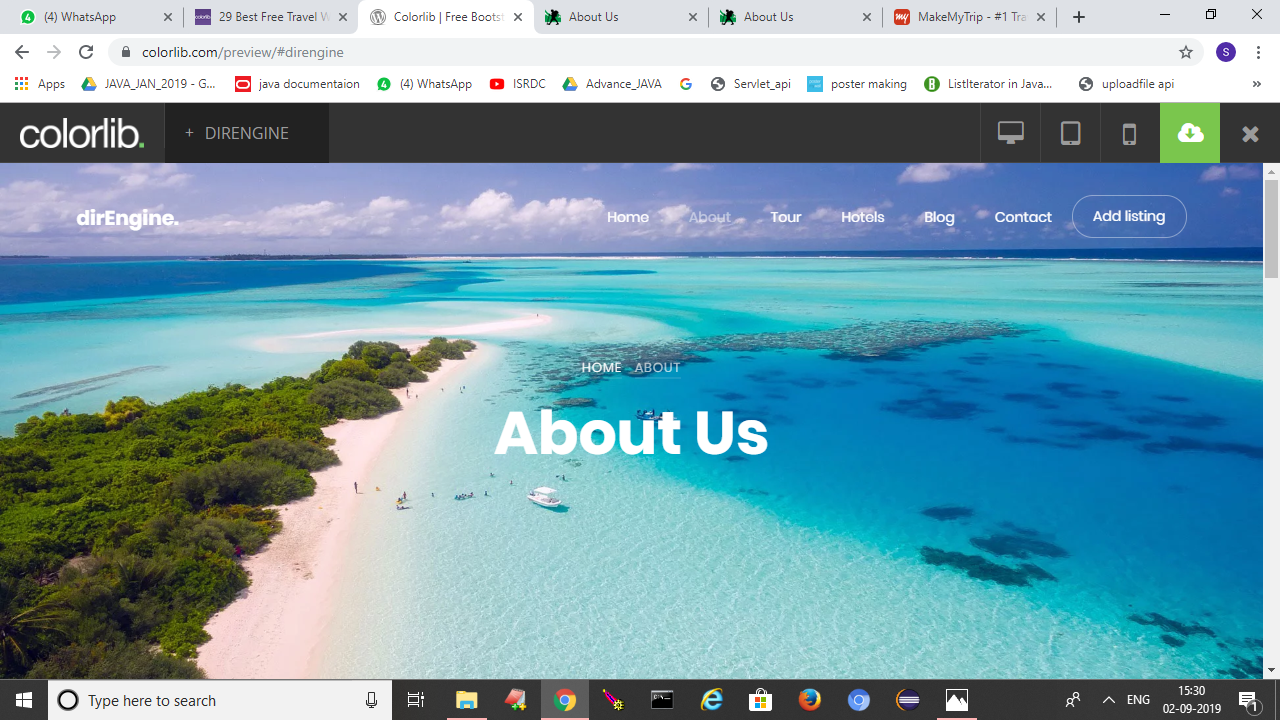 (4) WhatsApp
29 Best Free Travel W
Colorlib | Free Bootst
About Us
About Us
MakeMyTrip - #1 Tra
colorlib.com/preview/#direngine
S
Apps
JAVA_JAN_2019 - G...
java documentaion
(4) WhatsApp
ISRDC
Advance_JAVA
Servlet_api
poster making
ListIterator in Java...
uploadfile api
»
colorlib.
+ DIRENGINE
dirEngine.
Home
About
Tour
Hotels
Blog
Contact
Add listing
HOME ABOUT
About Us
Type here to search
ENG
15:30
02-09-2019
1